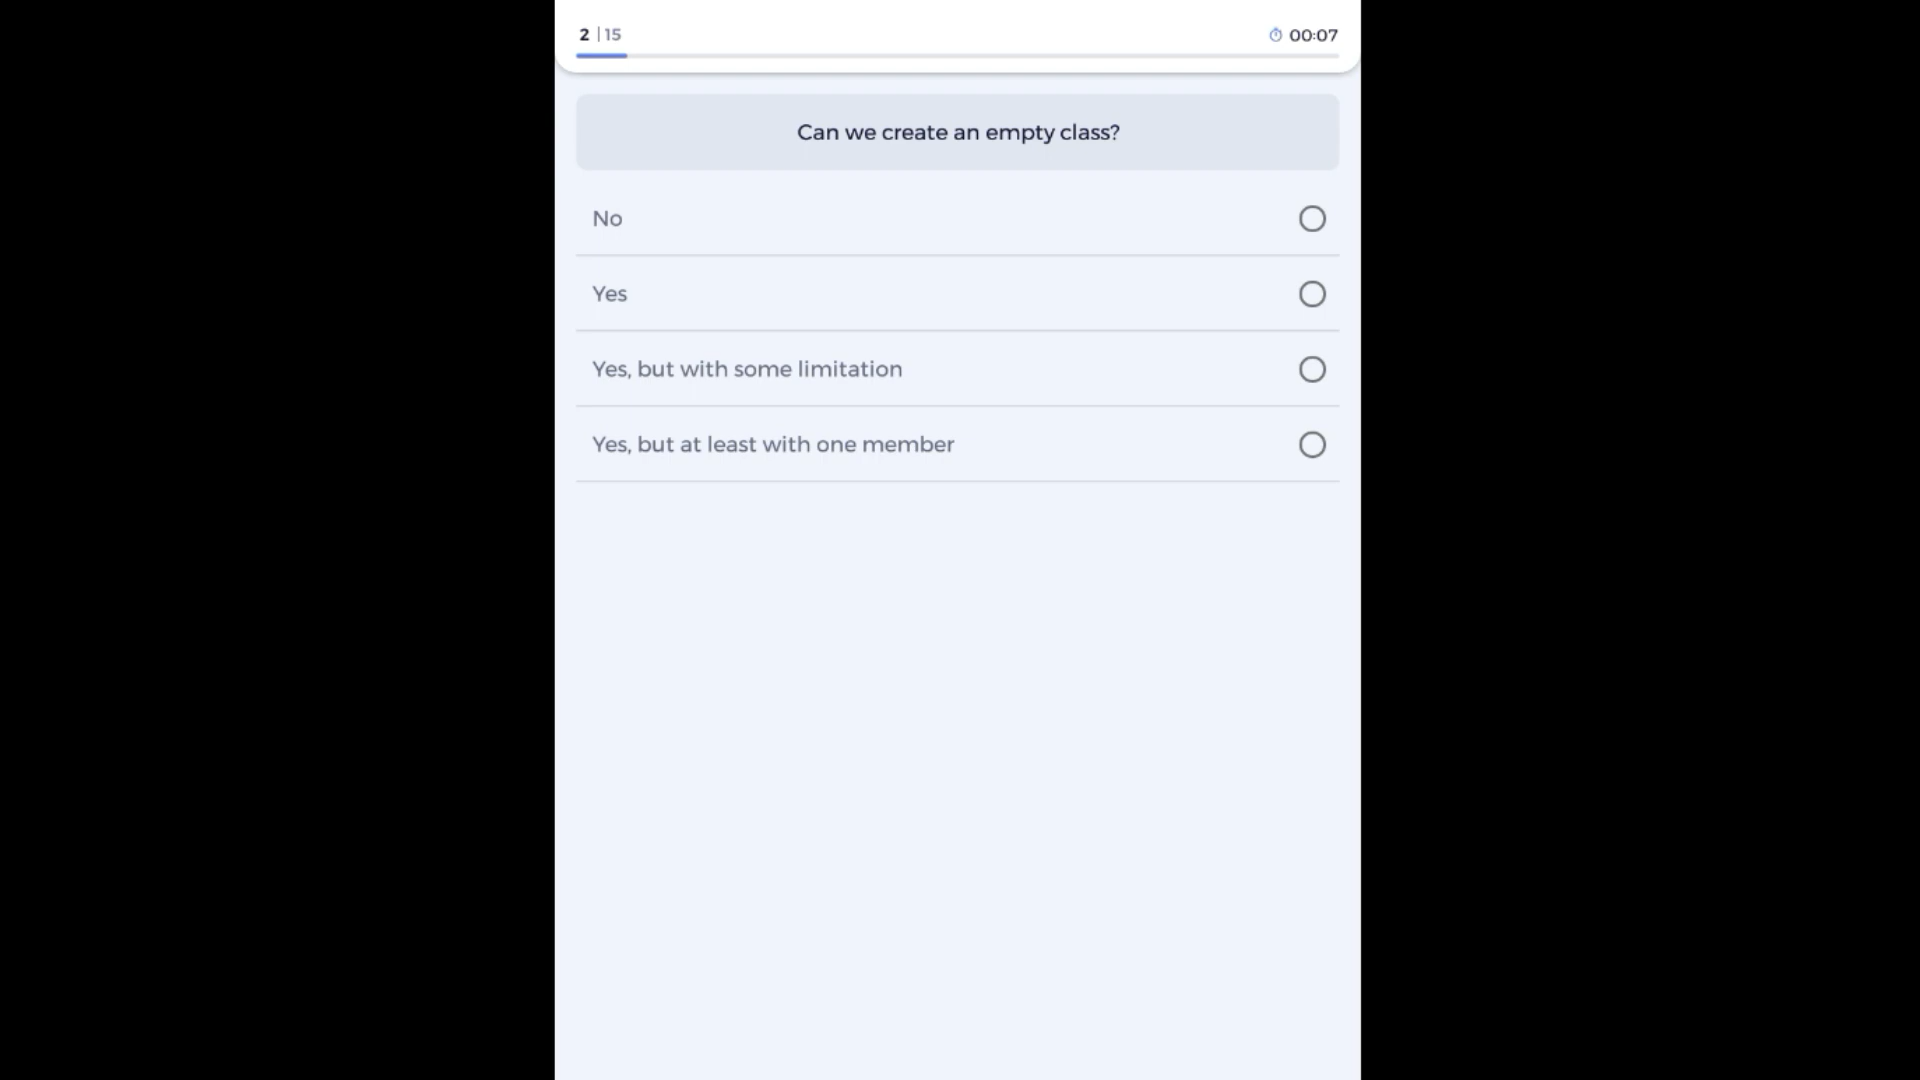 2 | 15
00:07
Can we create an empty class?
No
Yes
Yes, but with some limitation
Yes, but at least with one member